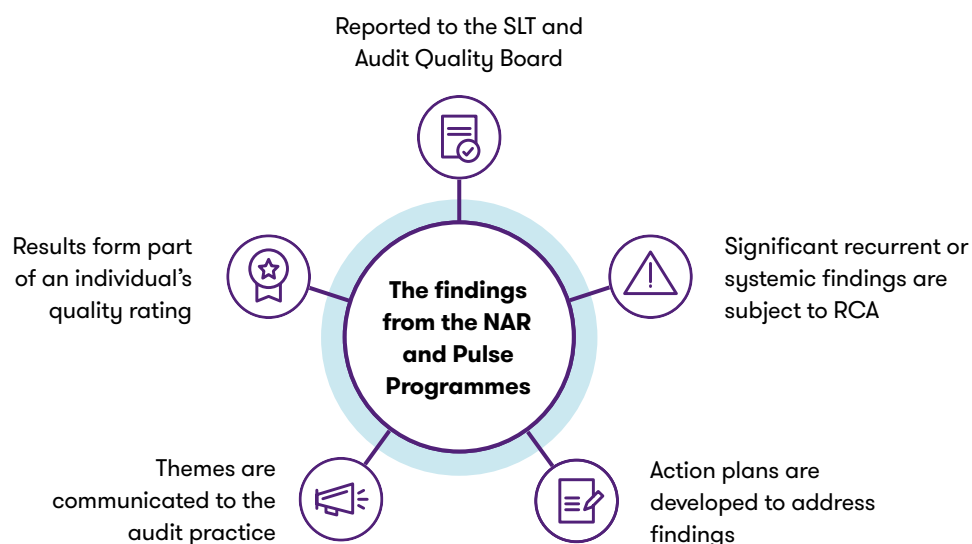 Reported to the SLT and
Audit Quality Board
Results form part
of an individual’s
quality rating
The findings
from the NAR
and Pulse
Programmes
Significant recurrent or
systemic findings are
subject to RCA
Themes are
communicated to the
audit practice
Action plans are
developed to address
findings